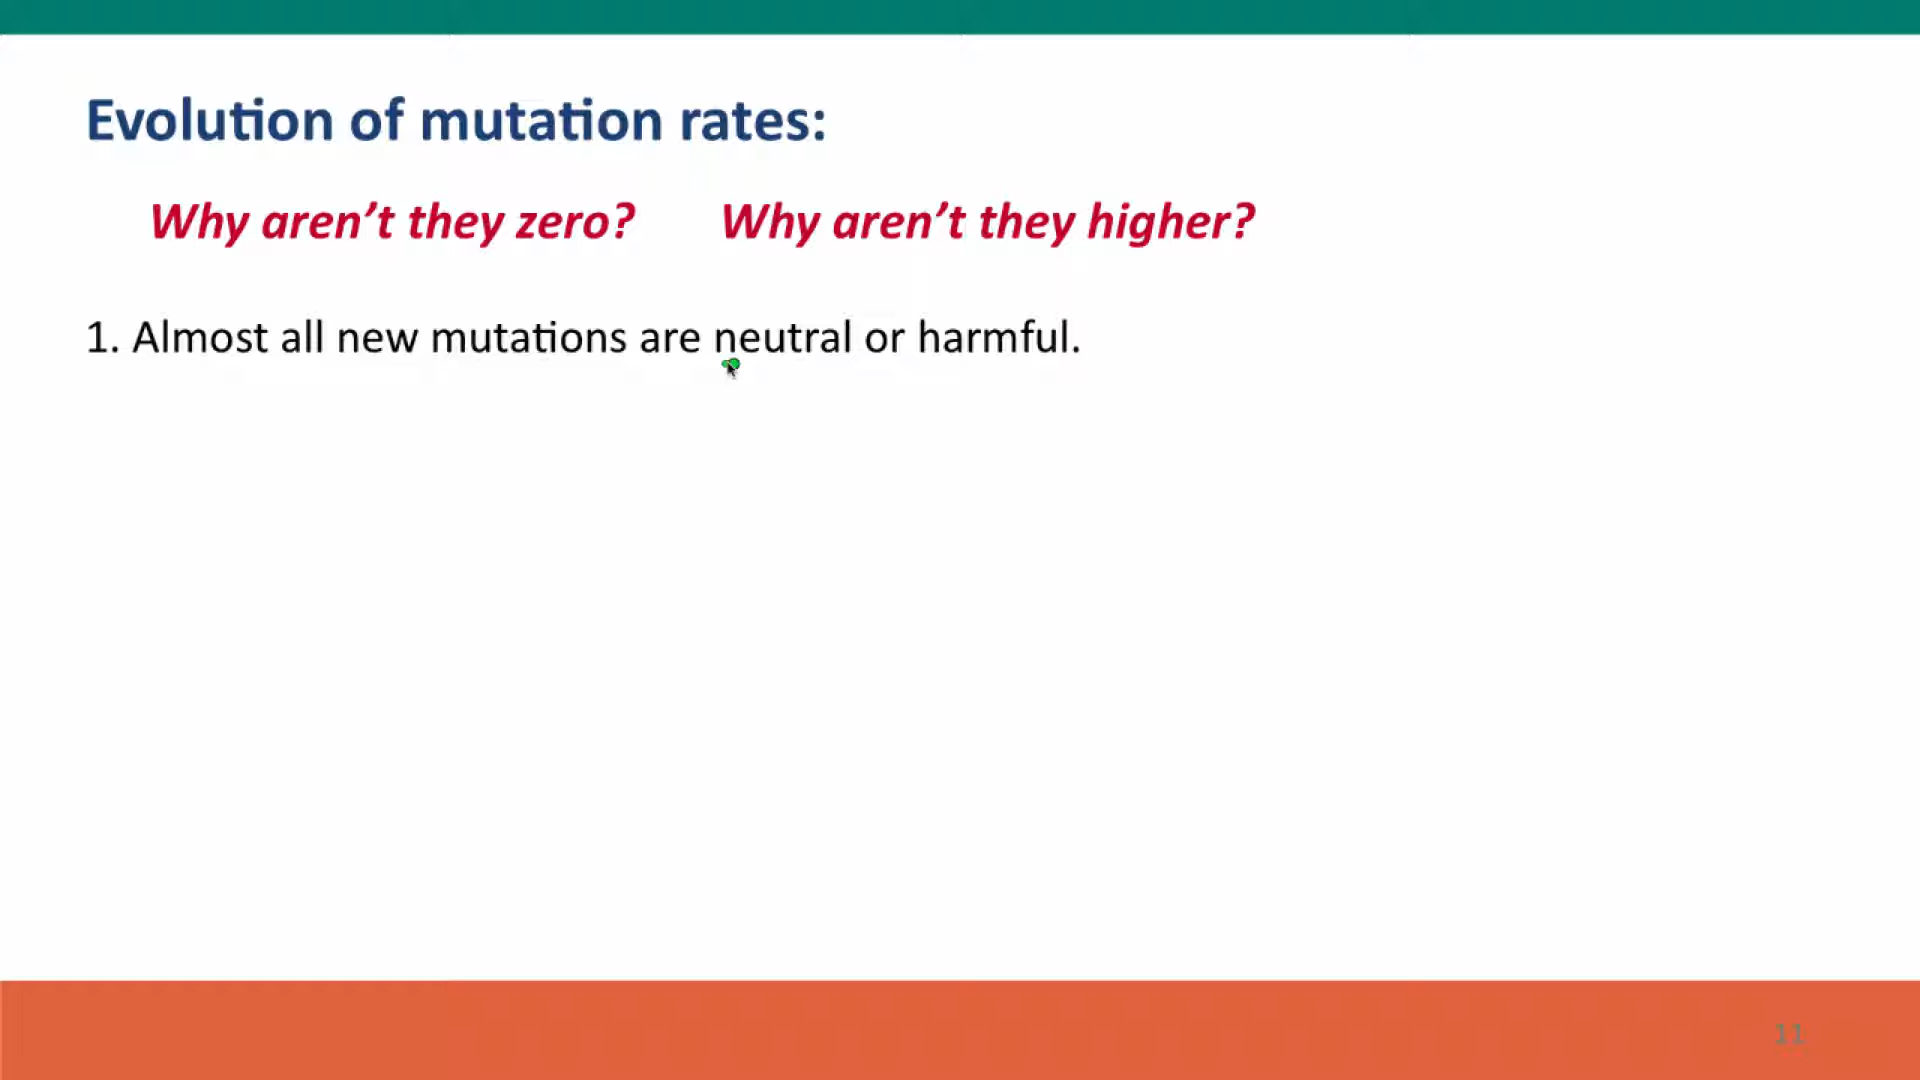 Evolution of mutation rates:
Why aren’t they zero? Why aren’t they higher?
1. Almost all new mutations are neutral or harmful.
11